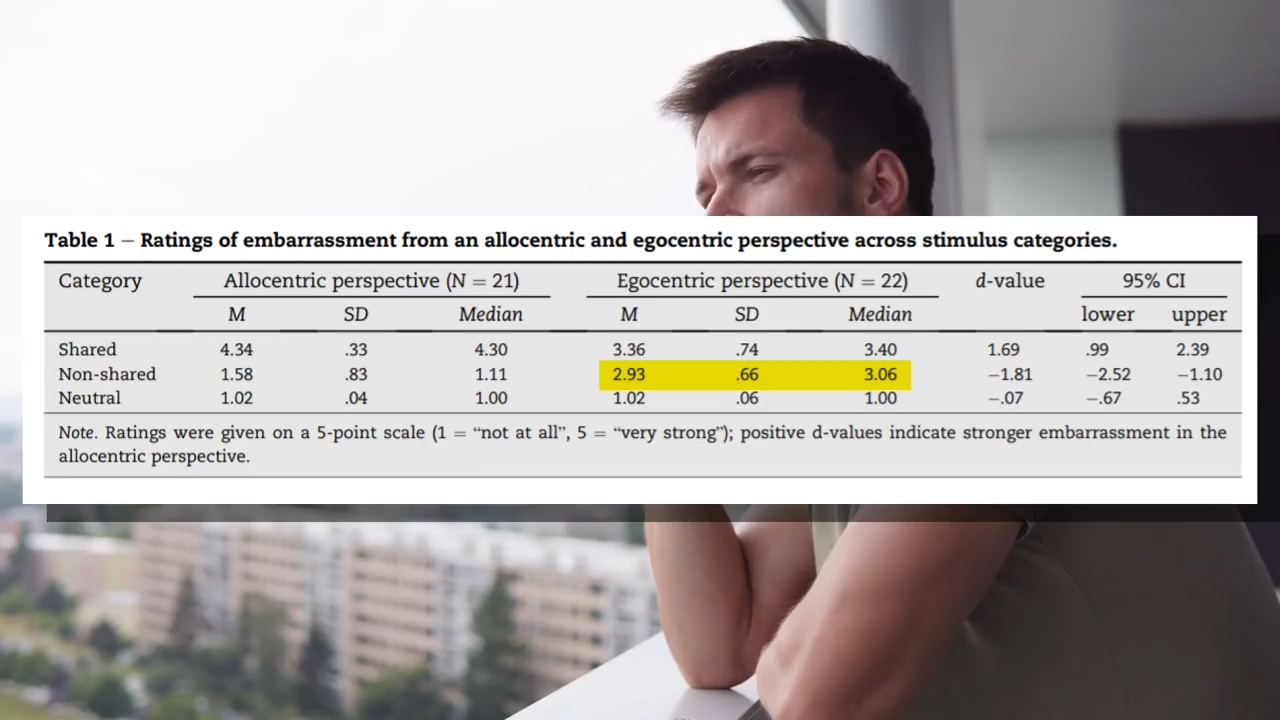 Table 1 – Ratings of embarrassment from an allocentric and egocentric perspective across stimulus categories.
Category Allocentric perspective (N = 21) Egocentric perspective (N = 22) d-value 95% CI
M SD Median M SD Median lower upper
Shared 4.34 .33 4.30 3.36 .74 3.40 1.69 .99 2.39
Non-shared 1.58 .83 1.11 2.93 .66 3.06 −1.81 −2.52 −1.10
Neutral 1.02 .04 1.00 1.02 .06 1.00 −.07 −.67 .53
Note. Ratings were given on a 5-point scale (1 = “not at all”, 5 = “very strong”); positive d-values indicate stronger embarrassment in the
allocentric perspective.